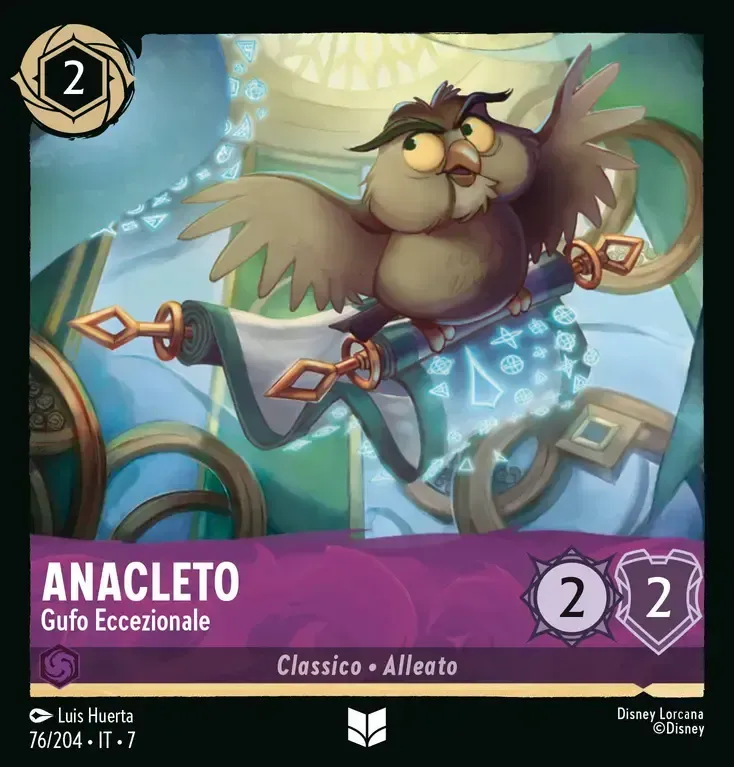 2
ANACLETO
Gufo Eccezionale
2
2
Classico • Alleato
Luis Huerta
76/204 • IT • 7
Disney Lorcana
©Disney